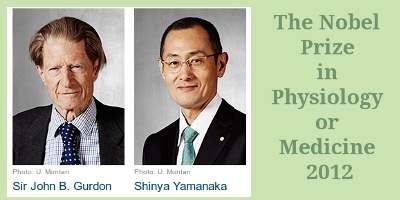 Photo: U. Montan
Sir John B. Gurdon
Photo: U. Montan
Shinya Yamanaka
The Nobel
Prize
in
Physiology
or
Medicine
2012